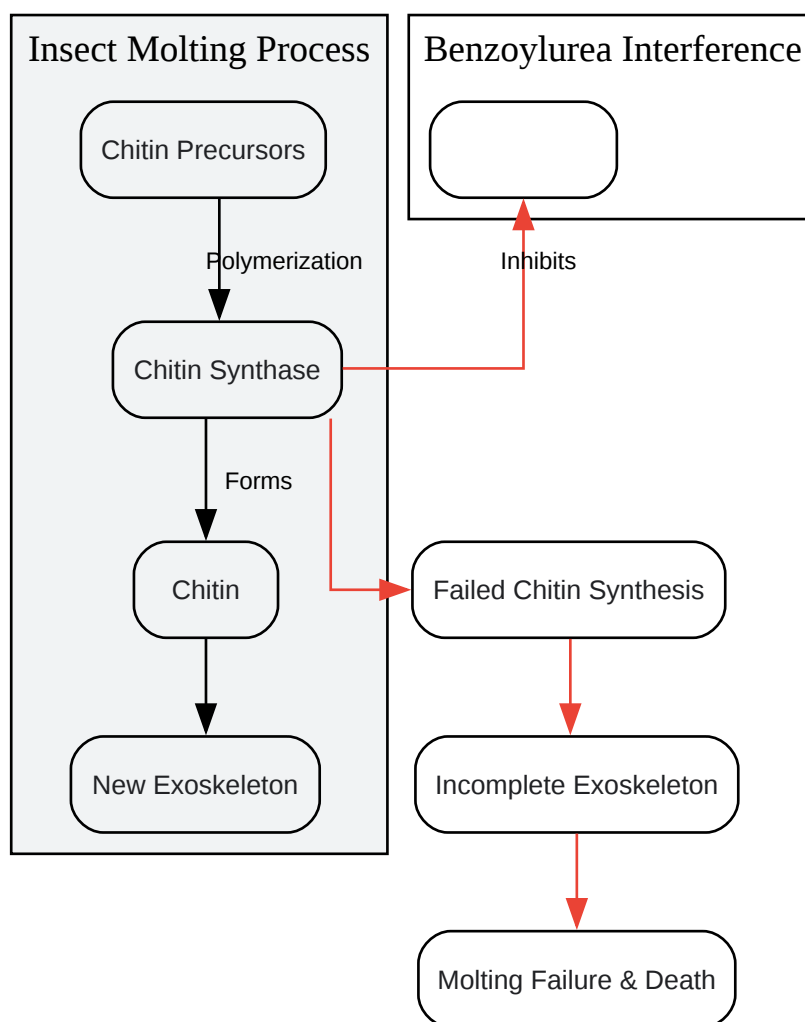 Insect Molting Process
Benzoylurea Interference
Chitin Precursors
Polymerization
Inhibits
Chitin Synthase
Forms
Chitin
Failed Chitin Synthesis
New Exoskeleton
Incomplete Exoskeleton
Molting Failure & Death